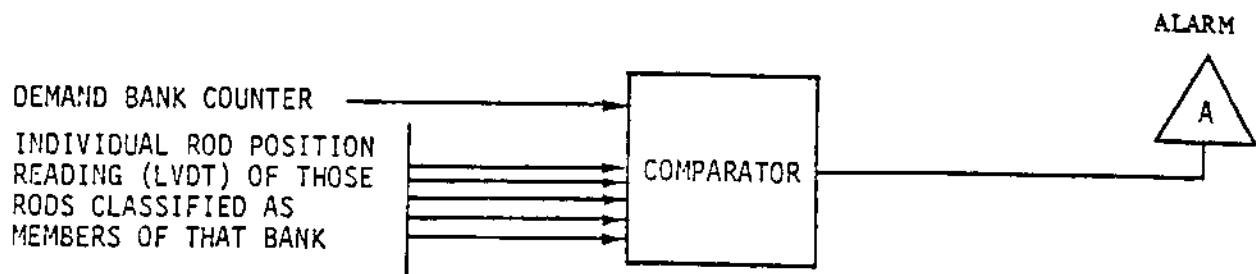 ALARM
DEMAND BANK COUNTER
A
INDIVIDUAL ROD POSITION
READING (LVDT) OF THOSE
COMPARATOR
RODS CLASSIFIED AS
MEMBERS OF THAT BANK